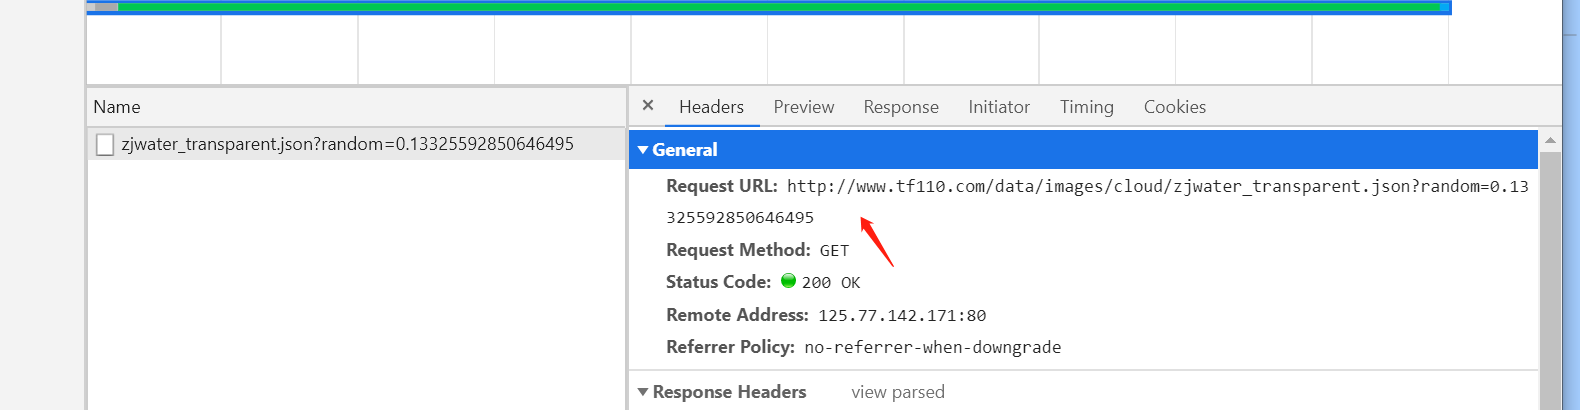 Name
zjwater_transparent.json?random=0.13325592850646495
× Headers Preview Response Initiator Timing Cookies
General
Request URL: http://www.tf110.com/data/images/cloud/zjwater_transparent.json?random=0.13
325592850646495
Request Method: GET
Status Code: 200 OK
Remote Address: 125.77.142.171:80
Referrer Policy: no-referrer-when-downgrade
Response Headers view parsed